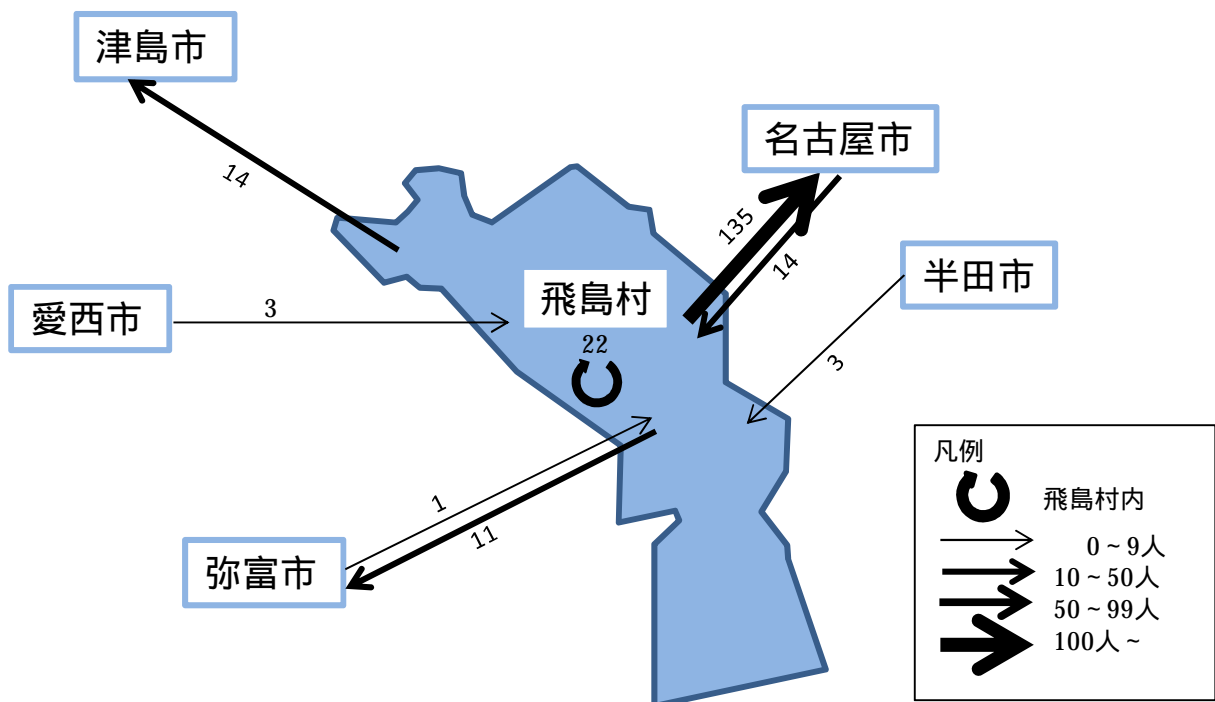 津島市
名古屋市
14
135
14
半田市
愛西市
3
飛島村
22
3
1
11
弥富市
凡例
飛島村内
0～9人
10～50人
50～99人
100人～